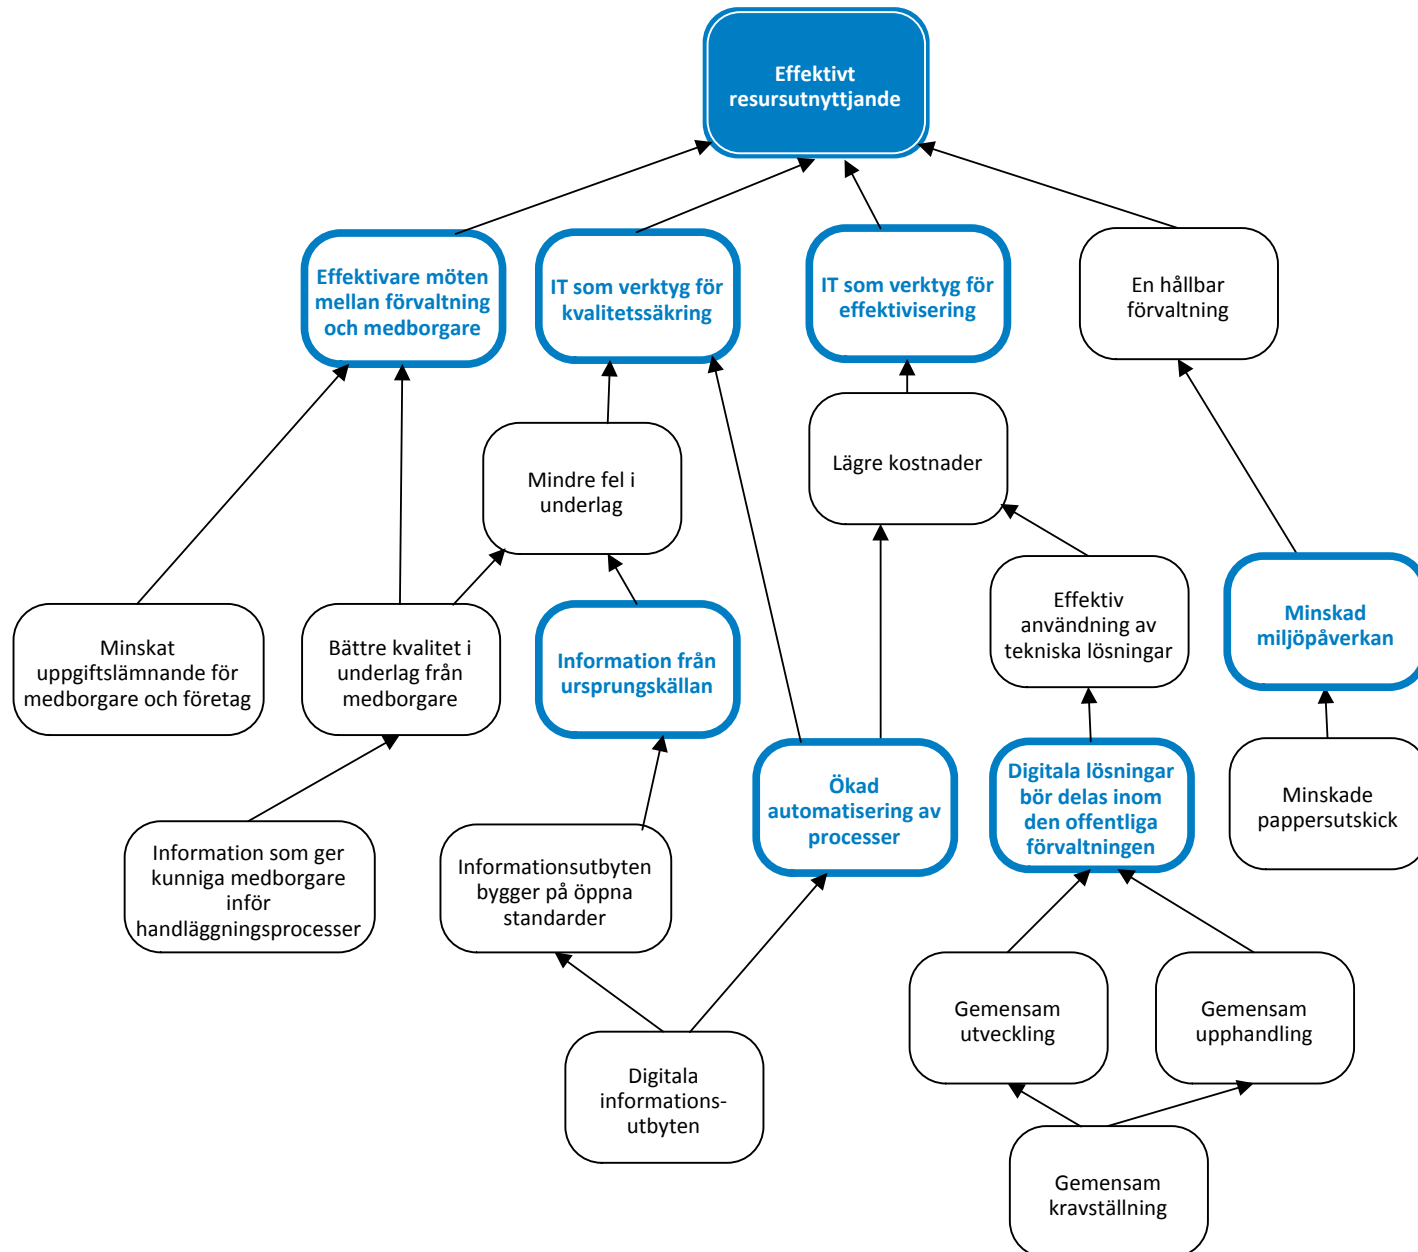 Effektivt
resursutnyttjande
Effektivare möten
mellan förvaltning
och medborgare
IT som verktyg för
kvalitetssäkring
IT som verktyg för
effektivisering
En hållbar
förvaltning
Mindre fel i
underlag
Lägre kostnader
Minskat
uppgiftslämnande för
medborgare och företag
Bättre kvalitet i
underlag från
medborgare
Information från
ursprungskällan
Effektiv
användning av
tekniska lösningar
Minskad
miljöpåverkan
Information som ger
kunniga medborgare
inför
handläggningsprocesser
Informationsutbyten
bygger på öppna
standarder
Ökad
automatisering av
processer
Digitala lösningar
bör delas inom
den offentliga
förvaltningen
Minskade
pappersutskick
Digitala
informations-
utbyten
Gemensam
utveckling
Gemensam
upphandling
Gemensam
kravställning